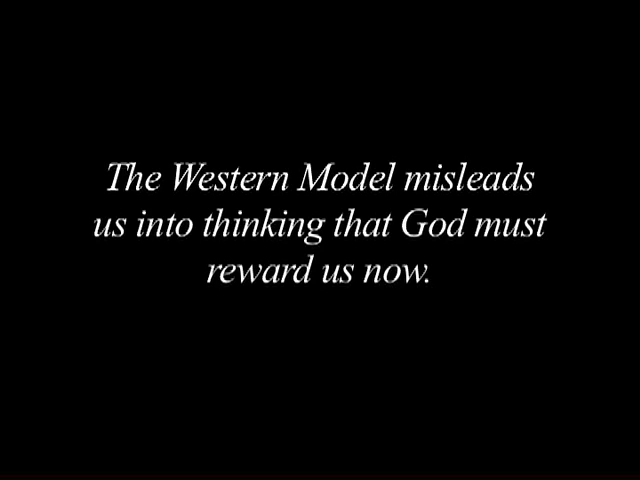 The Western Model misleads
us into thinking that God must
reward us now.